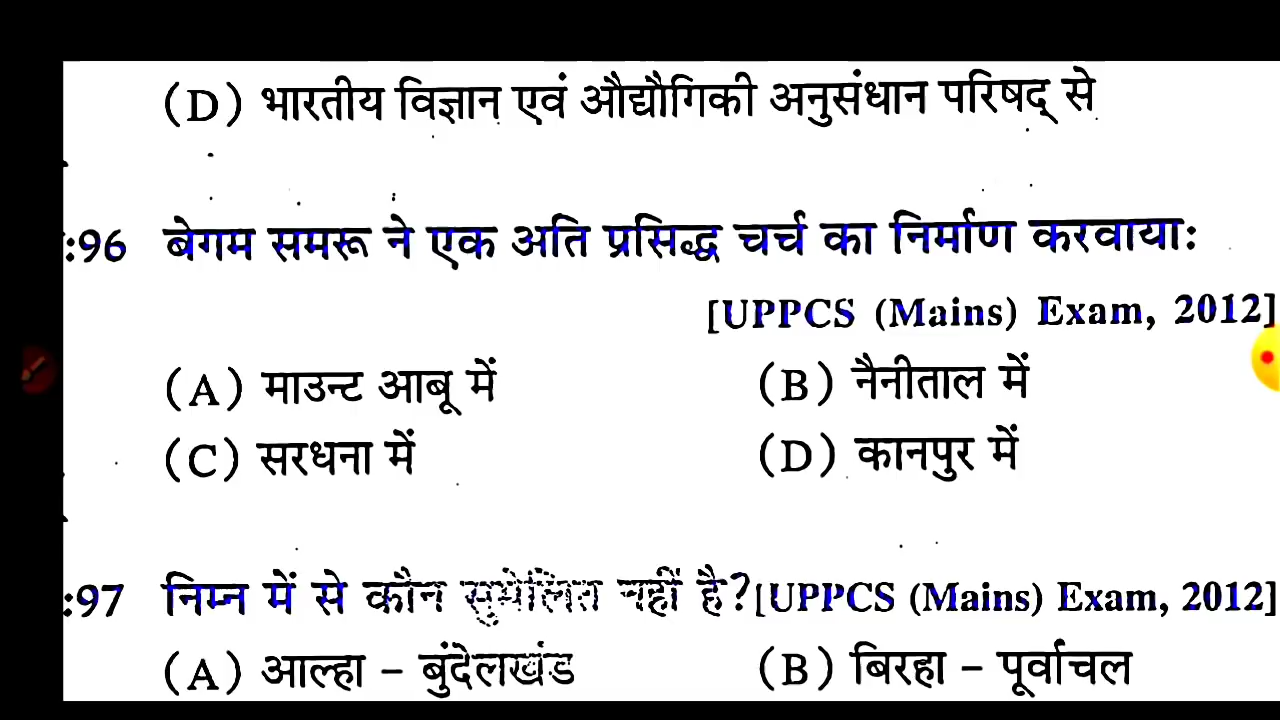 (D) भारतीय विज्ञान एवं औद्यौगिकी अनुसंधान परिषद् से
:96 बेगम समरू ने एक अति प्रसिद्ध चर्च का निर्माण करवाया:
[UPPCS (Mains) Exam, 2012]
(A) माउन्ट आबू में (B) नैनीताल में
(C) सरधना में (D) कानपुर में
:97 निम्न में से कौन सुमेलित नहीं है? [UPPCS (Mains) Exam, 2012]
(A) आल्हा – बुंदेलखंड (B) बिरहा – पूर्वाचल